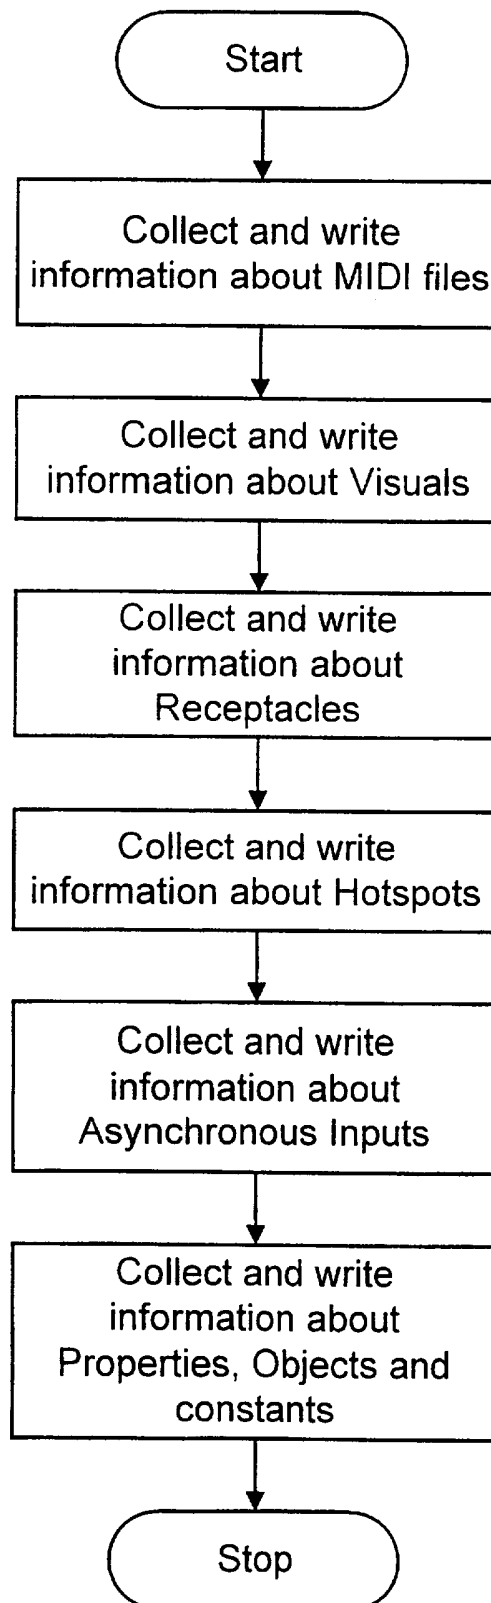 Start
Collect and write
information about MIDI files
Collect and write
information about Visuals
Collect and write
information about
Receptacles
Collect and write
information about Hotspots
Collect and write
information about
Asynchronous Inputs
Collect and write
information about
Properties, Objects and
constants
Stop